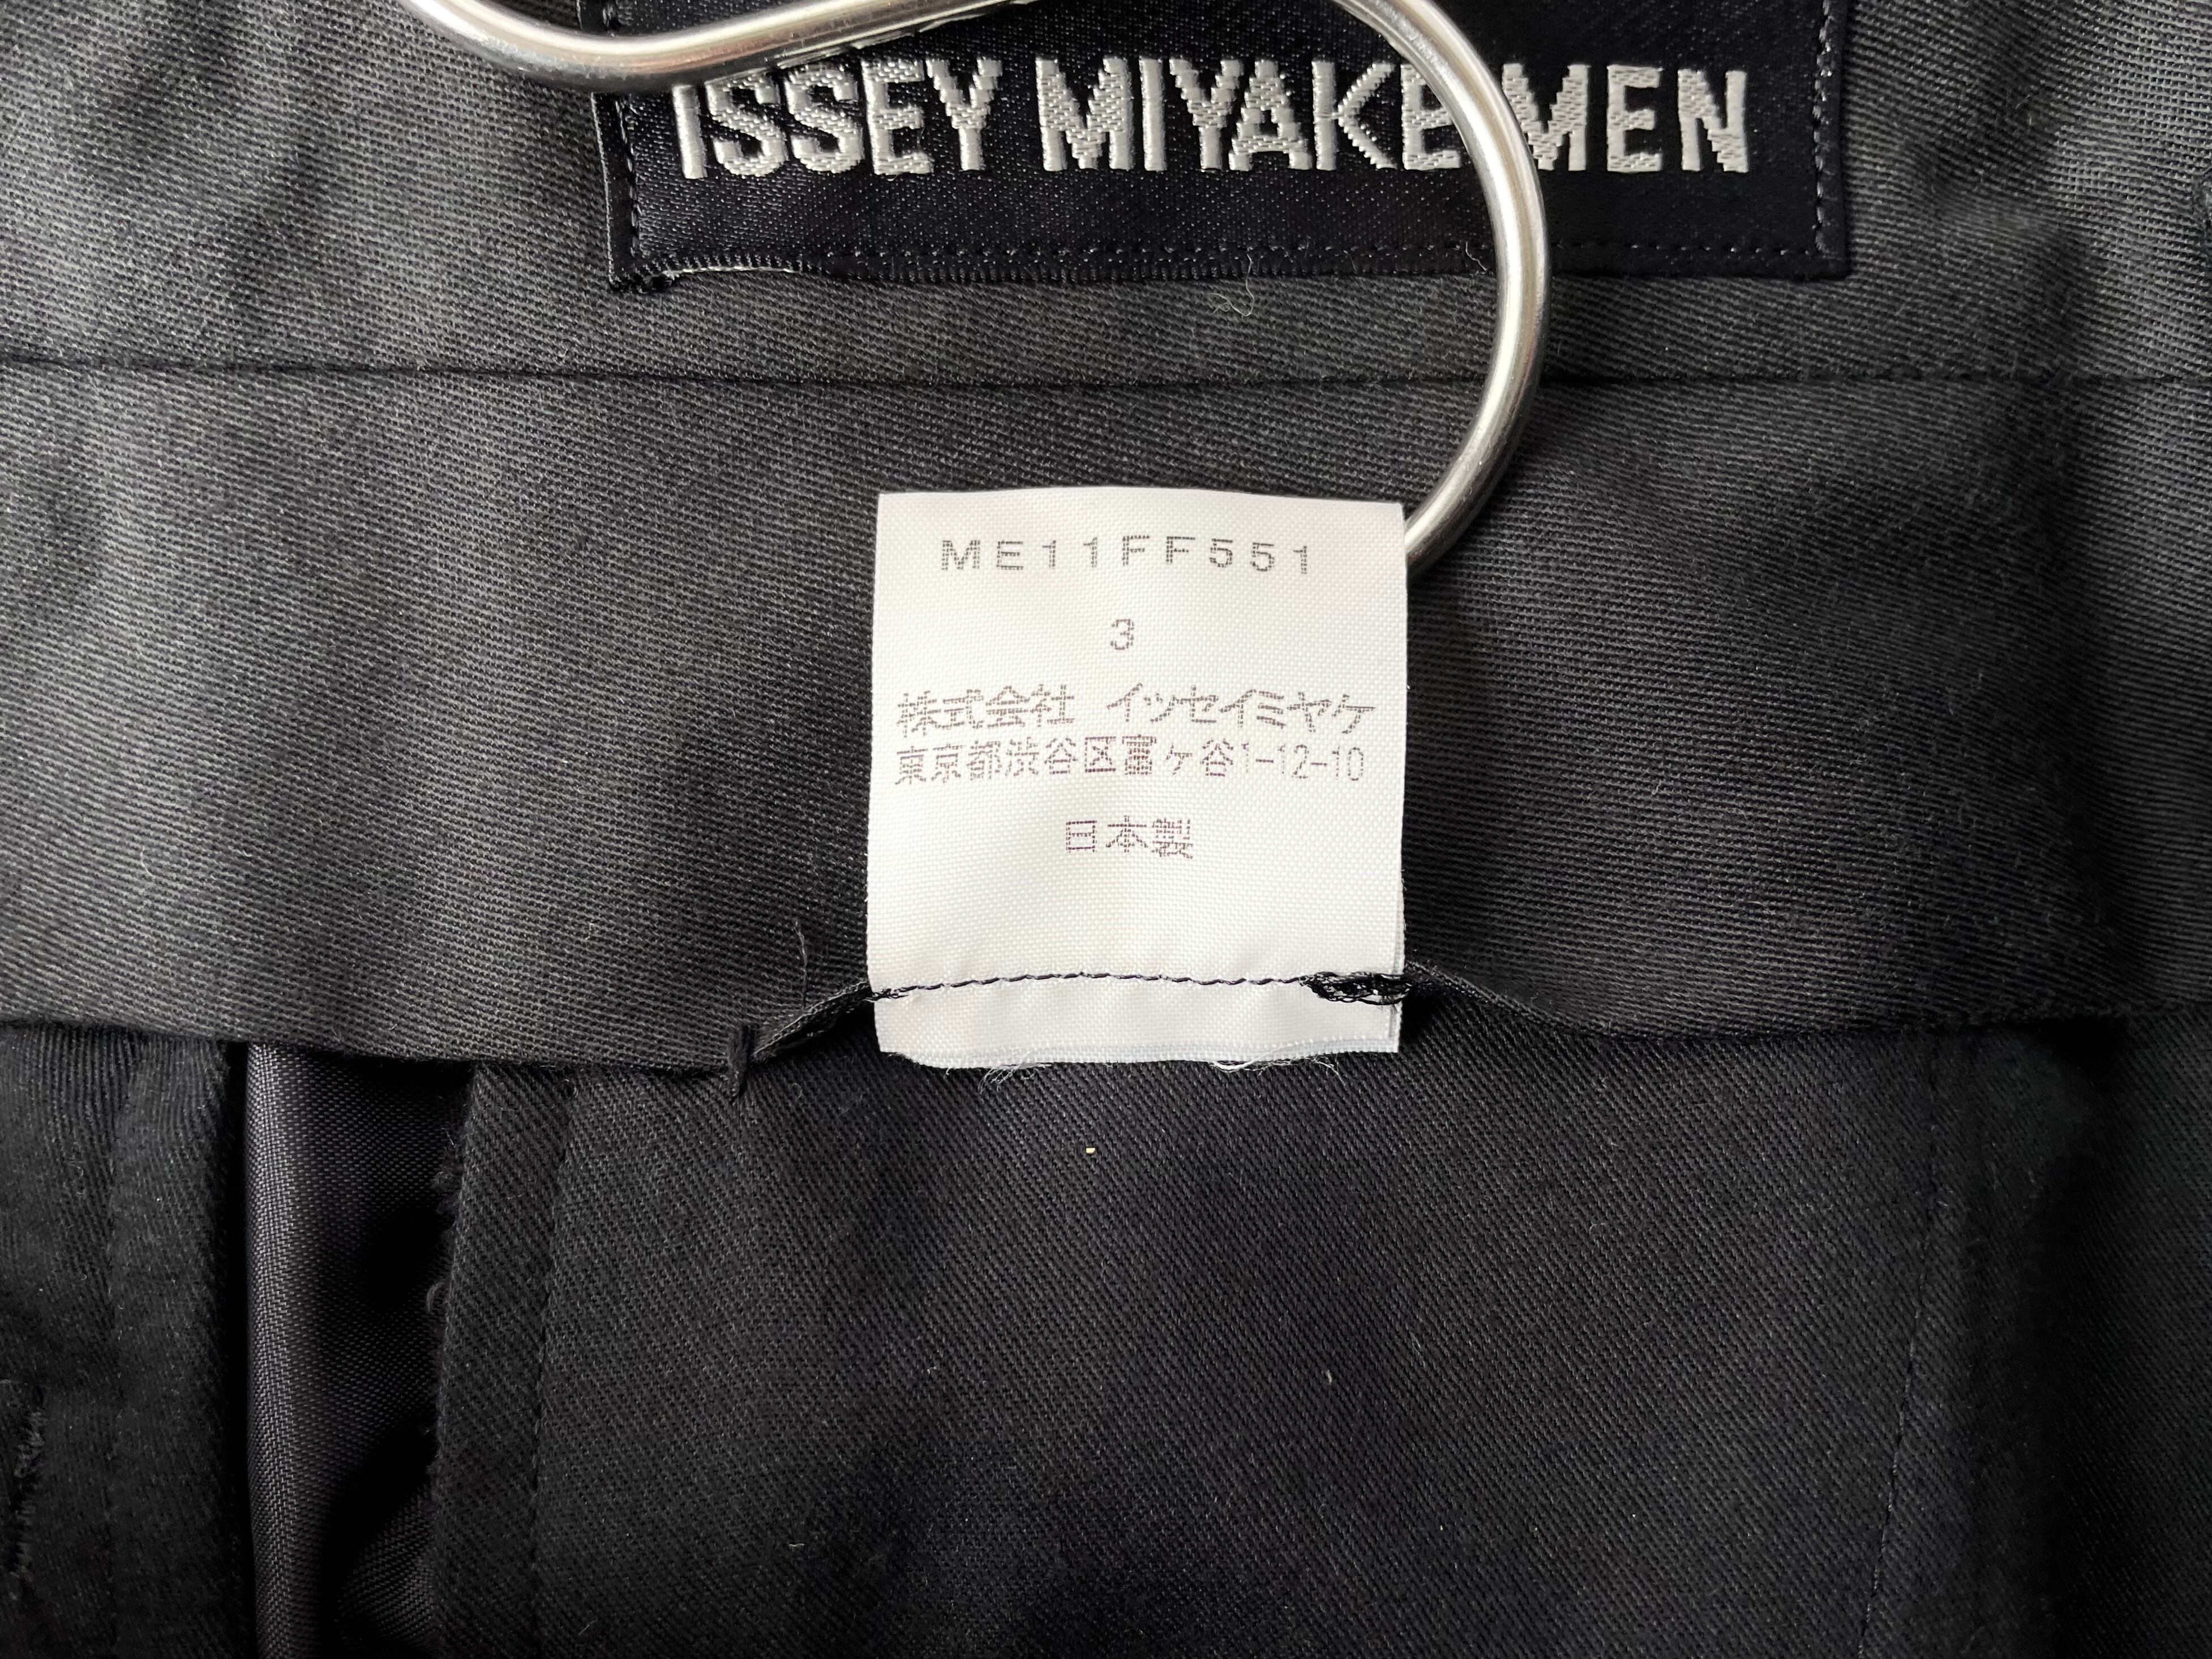 ISSEY MIYAKE MEN
ME11FF551
3
株式会社 イッセイミヤケ
東京都渋谷区富ヶ谷1-12-10
日本製